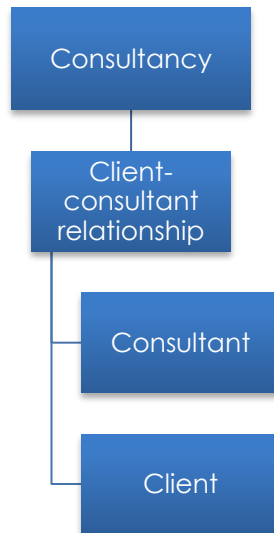 Consultancy
Client-
consultant
relationship
Consultant
Client